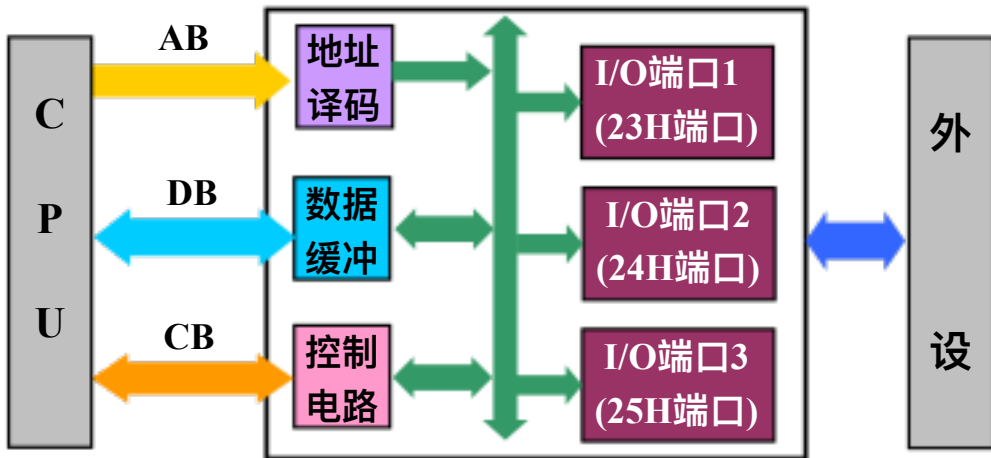 CPU
AB
地址
译码
DB
数据
缓冲
CB
控制
电路
I/O端口1
(23H端口)
I/O端口2
(24H端口)
I/O端口3
(25H端口)
外设